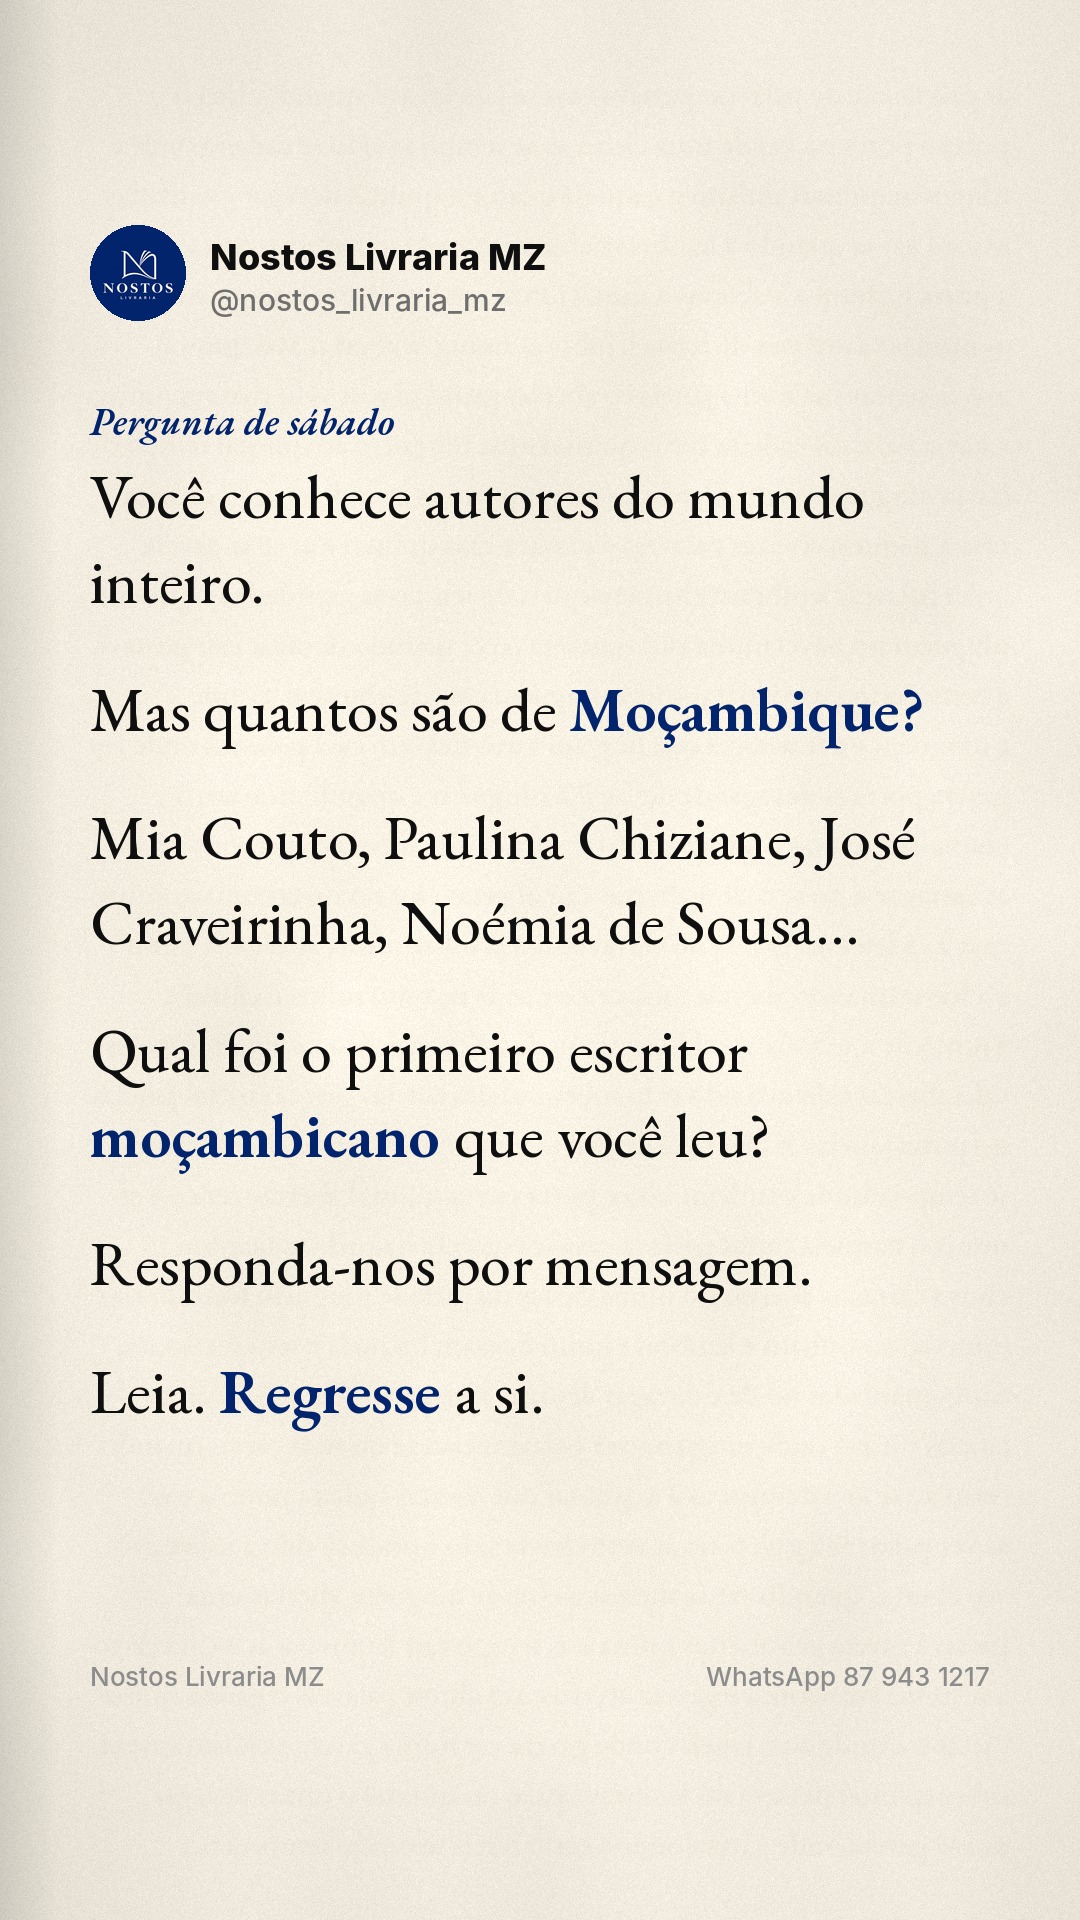 NOSTOS
LIVRARIA
Nostos Livraria MZ
@nostos_livraria_mz
Pergunta de sábado
Você conhece autores do mundo
inteiro.
Mas quantos são de Moçambique?
Mia Couto, Paulina Chiziane, José
Craveirinha, Noémia de Sousa...
Qual foi o primeiro escritor
moçambicano que você leu?
Responda-nos por mensagem.
Leia. Regresse a si.
Nostos Livraria MZ
WhatsApp 87 943 1217